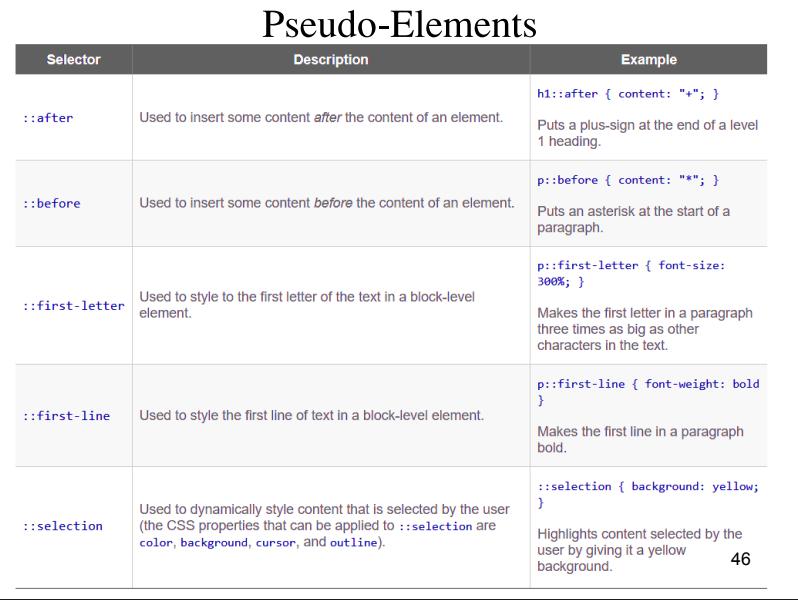 Pseudo-Elements
Selector
Description
Example
::after
Used to insert some content after the content of an element.
h1::after { content: "+"; }
Puts a plus-sign at the end of a level
1 heading.
::before
Used to insert some content before the content of an element.
p::before { content: "*"; }
Puts an asterisk at the start of a
paragraph.
::first-letter
Used to style to the first letter of the text in a block-level
element.
p::first-letter { font-size:
300%; }
Makes the first letter in a paragraph
three times as big as other
characters in the text.
::first-line
Used to style the first line of text in a block-level element.
p::first-line { font-weight: bold
}
Makes the first line in a paragraph
bold.
::selection
Used to dynamically style content that is selected by the user
(the CSS properties that can be applied to ::selection are
color, background, cursor, and outline).
::selection { background: yellow;
}
Highlights content selected by the
user by giving it a yellow
background.
46